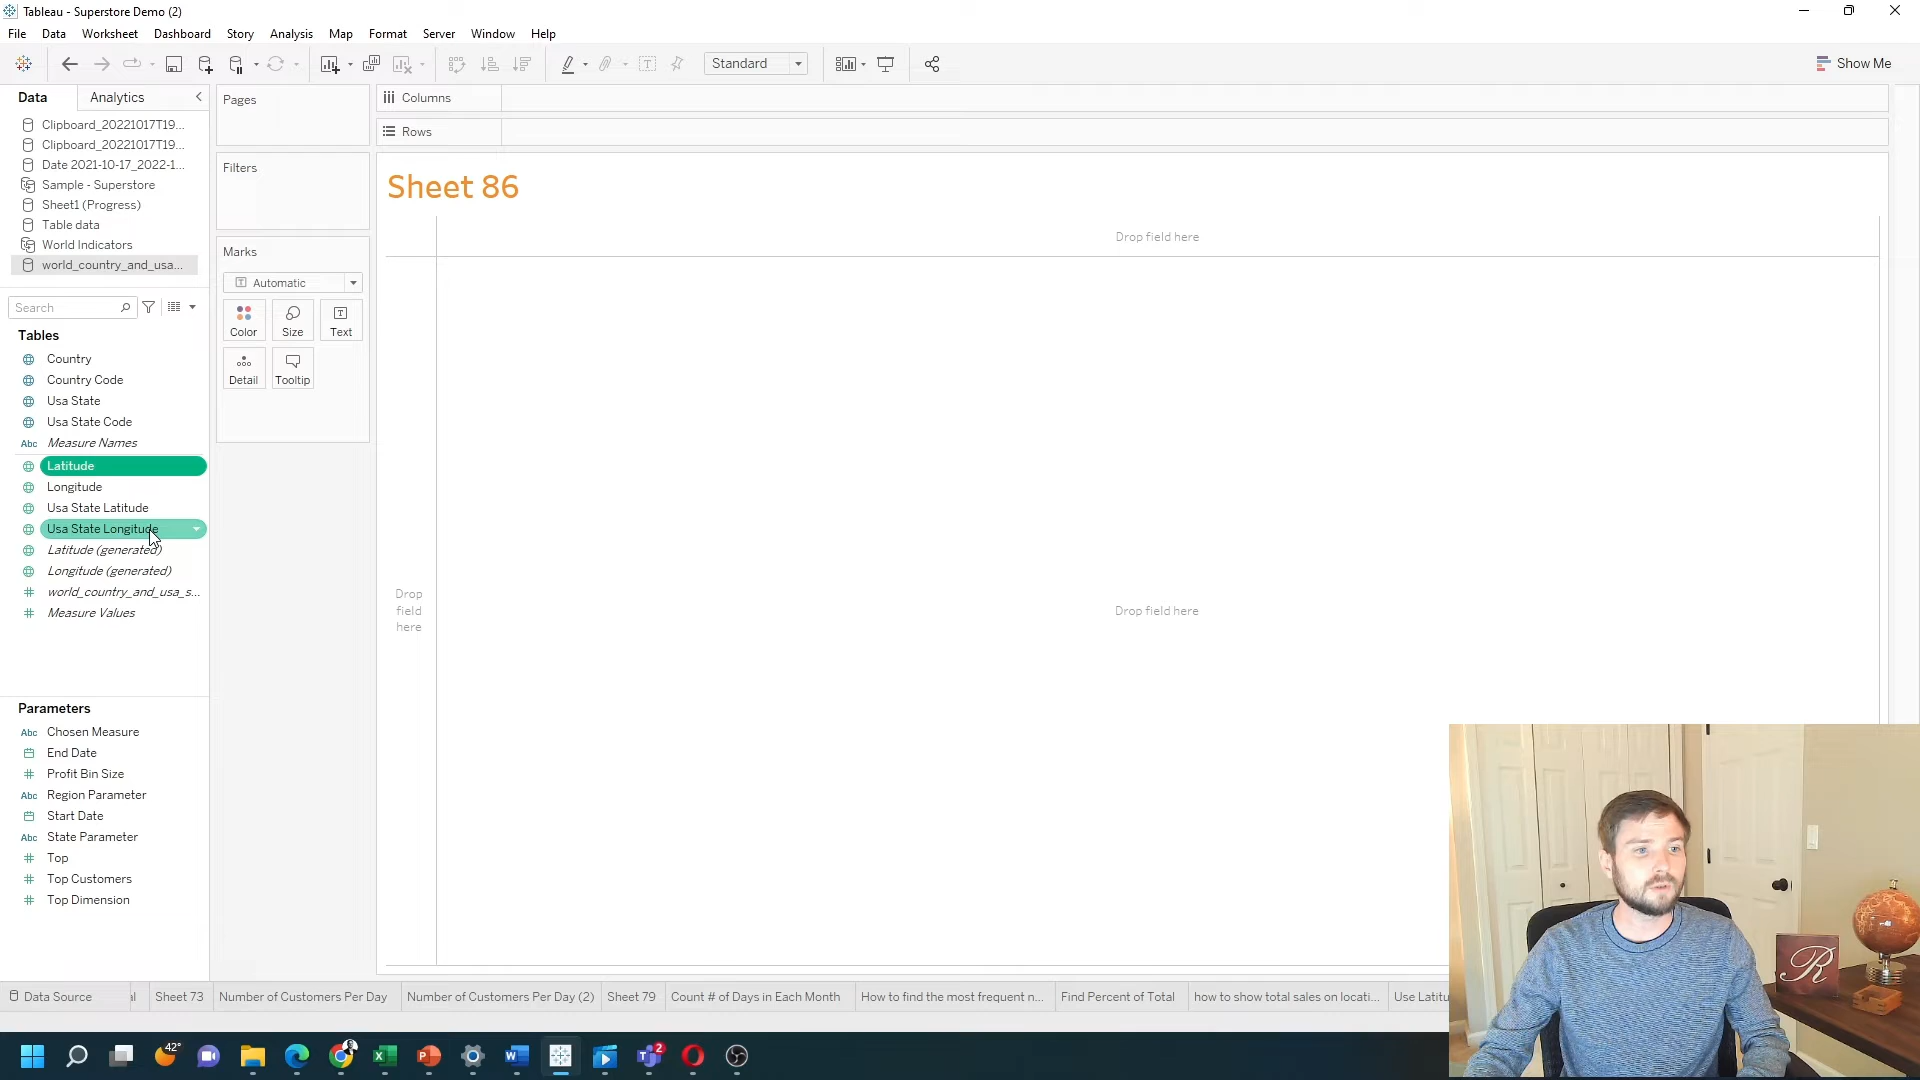 Tableau - Superstore Demo (2)
File Data Worksheet Dashboard Story Analysis Map Format Server Window Help
Standard
Show Me
Data Analytics
Clipboard_20221017T19...
Clipboard_20221017T19...
Date 2021-10-17_2022-1...
Sample - Superstore
Sheet1 (Progress)
Table data
World Indicators
world_country_and_usa...
Search
Tables
Country
Country Code
Usa State
Usa State Code
Abc Measure Names
Latitude
Longitude
Usa State Latitude
Usa State Longitude
Latitude (generated)
Longitude (generated)
world_country_and_usa_s...
Measure Values
Parameters
Abc Chosen Measure
End Date
Profit Bin Size
Abc Region Parameter
Start Date
Abc State Parameter
Top
Top Customers
Top Dimension
Pages
Filters
Marks
Automatic
Color Size Text
Detail Tooltip
Columns
Rows
Sheet 86
Drop field here
Drop
field
here
Drop field here
R
Data Source al Sheet 73 Number of Customers Per Day Number of Customers Per Day (2) Sheet 79 Count # of Days in Each Month How to find the most frequent n... Find Percent of Total how to show total sales on locati... Use Latitu
42°
2